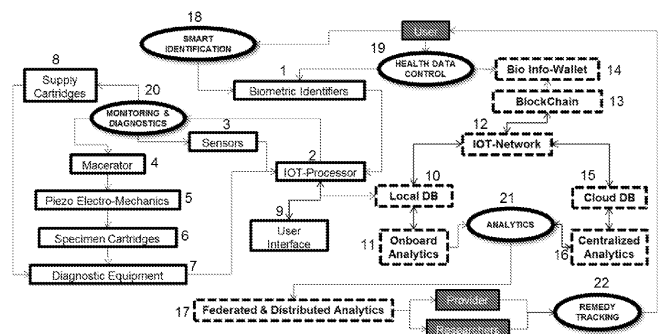 18
User
SMART
IDENTIFICATION
19
HEALTH DATA
CONTROL
8
Supply
Cartridges
1
Biometric Identifiers
Bio Info-Wallet
14
BlockChain
13
20
MONITORING &
DIAGNOSTICS
3
Sensors
12
IOT-Network
Macerator
4
2
IOT-Processor
10
Local DB
15
Cloud DB
Piezo Electro-Mechanics
5
9
User
Interface
21
ANALYTICS
Specimen Cartridges
6
11
Onboard
Analytics
16
Centralized
Analytics
Diagnostic Equipment
7
22
17
Federated & Distributed Analytics
Provider
REMEDY
TRACKING